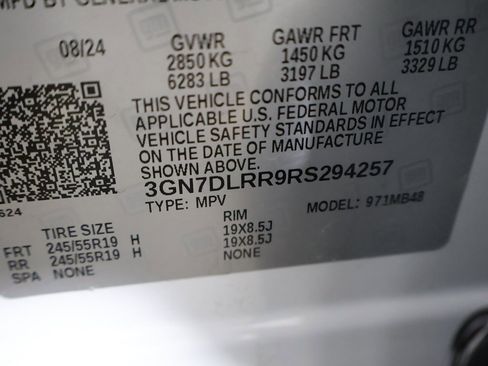 MFD BY GENERAL
08/24 GVWR GAWR FRT GAWR RR
2850 KG 1450 KG 1510 KG
6283 LB 3197 LB 3329 LB
THIS VEHICLE CONFORMS TO ALL
APPLICABLE U.S. FEDERAL MOTOR
VEHICLE SAFETY STANDARDS IN EFFECT
ON THE DATE OF MANUFACTURE
SHOWN ABOVE.
3GN7DLRR9RS294257
TYPE: MPV MODEL: 971MB48
TIRE SIZE RIM
FRT 245/55R19 H 19X8.5J
RR 245/55R19 H 19X8.5J
SPA NONE NONE